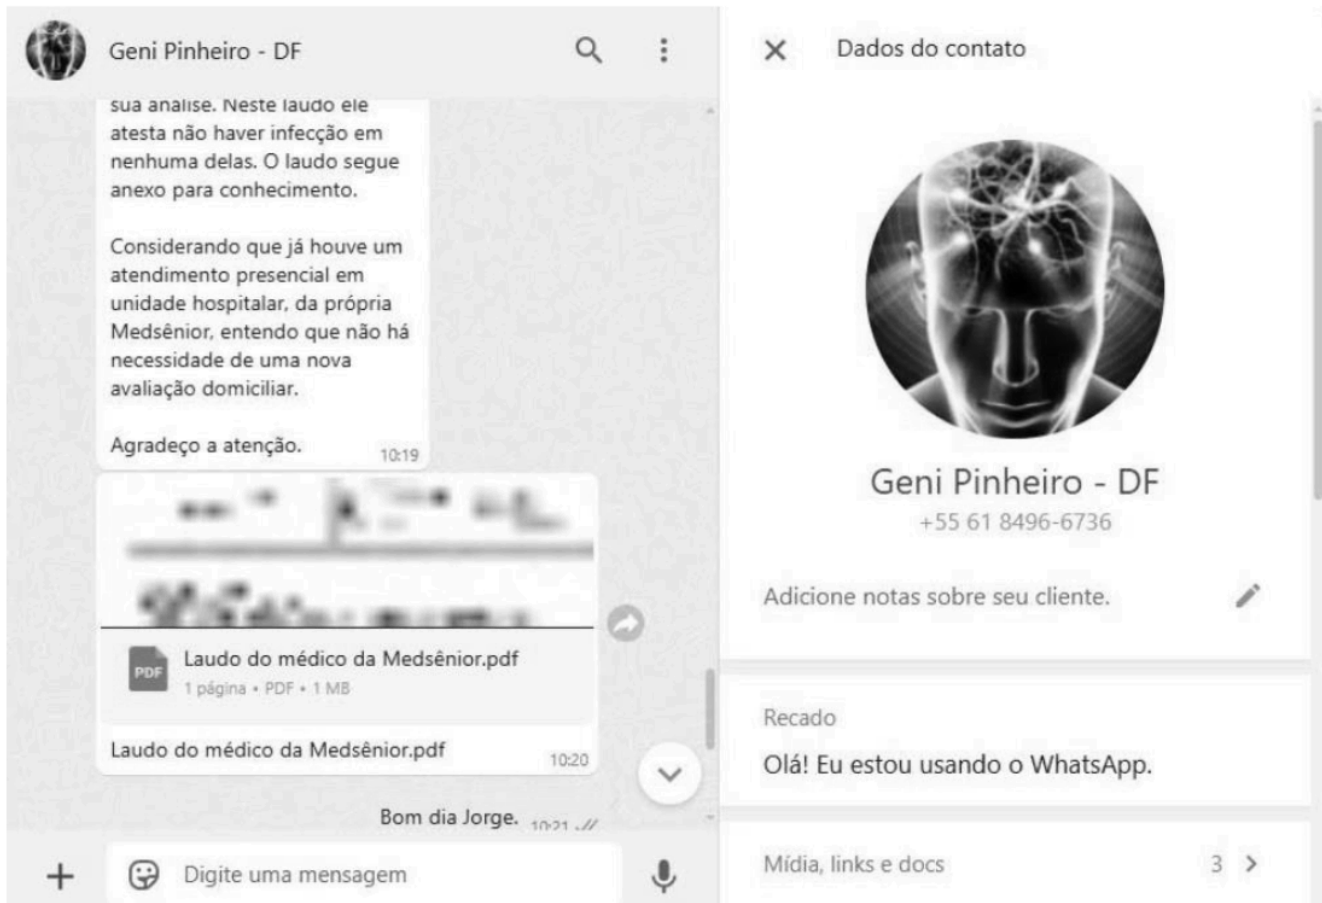 Geni Pinheiro - DF
sua análise. Neste laudo ele
atesta não haver infecção em
nenhuma delas. O laudo segue
anexo para conhecimento.
Considerando que já houve um
atendimento presencial em
unidade hospitalar, da própria
Medsênior, entendo que não há
necessidade de uma nova
avaliação domiciliar.
Agradeço a atenção.
10:19
PDF
Laudo do médico da Medsênior.pdf
1 página • PDF • 1 MB
Laudo do médico da Medsênior.pdf
10:20
Bom dia Jorge.
10:21
Digite uma mensagem
Dados do contato
Geni Pinheiro - DF
+55 61 8496-6736
Adicione notas sobre seu cliente.
Recado
Olá! Eu estou usando o WhatsApp.
Mídia, links e docs
3